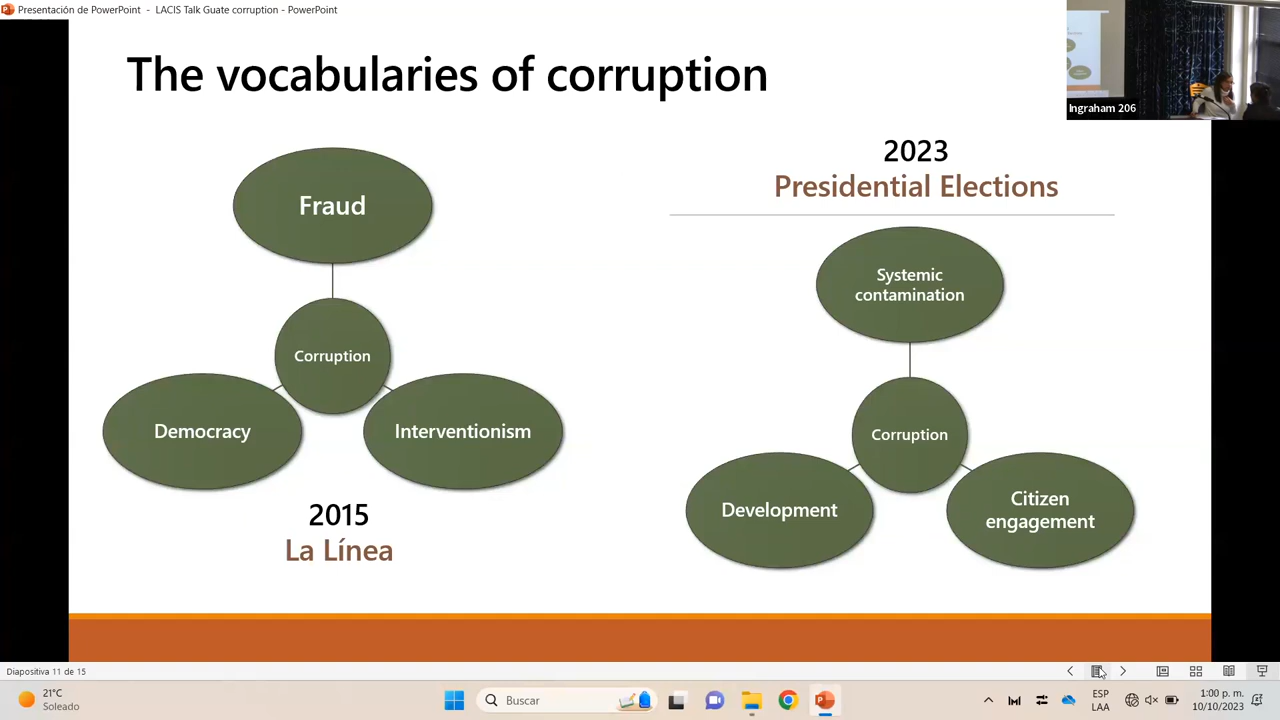 Presentación de PowerPoint - LACIS Talk Guate corruption - PowerPoint
Ingraham 206
The vocabularies of corruption
Fraud
Corruption
Democracy
Interventionism
2015
La Línea
2023
Presidential Elections
Systemic
contamination
Corruption
Development
Citizen
engagement
Diapositiva 11 de 15
21°C
Soleado
Buscar
ESP
LAA
1:00 p. m.
10/10/2023